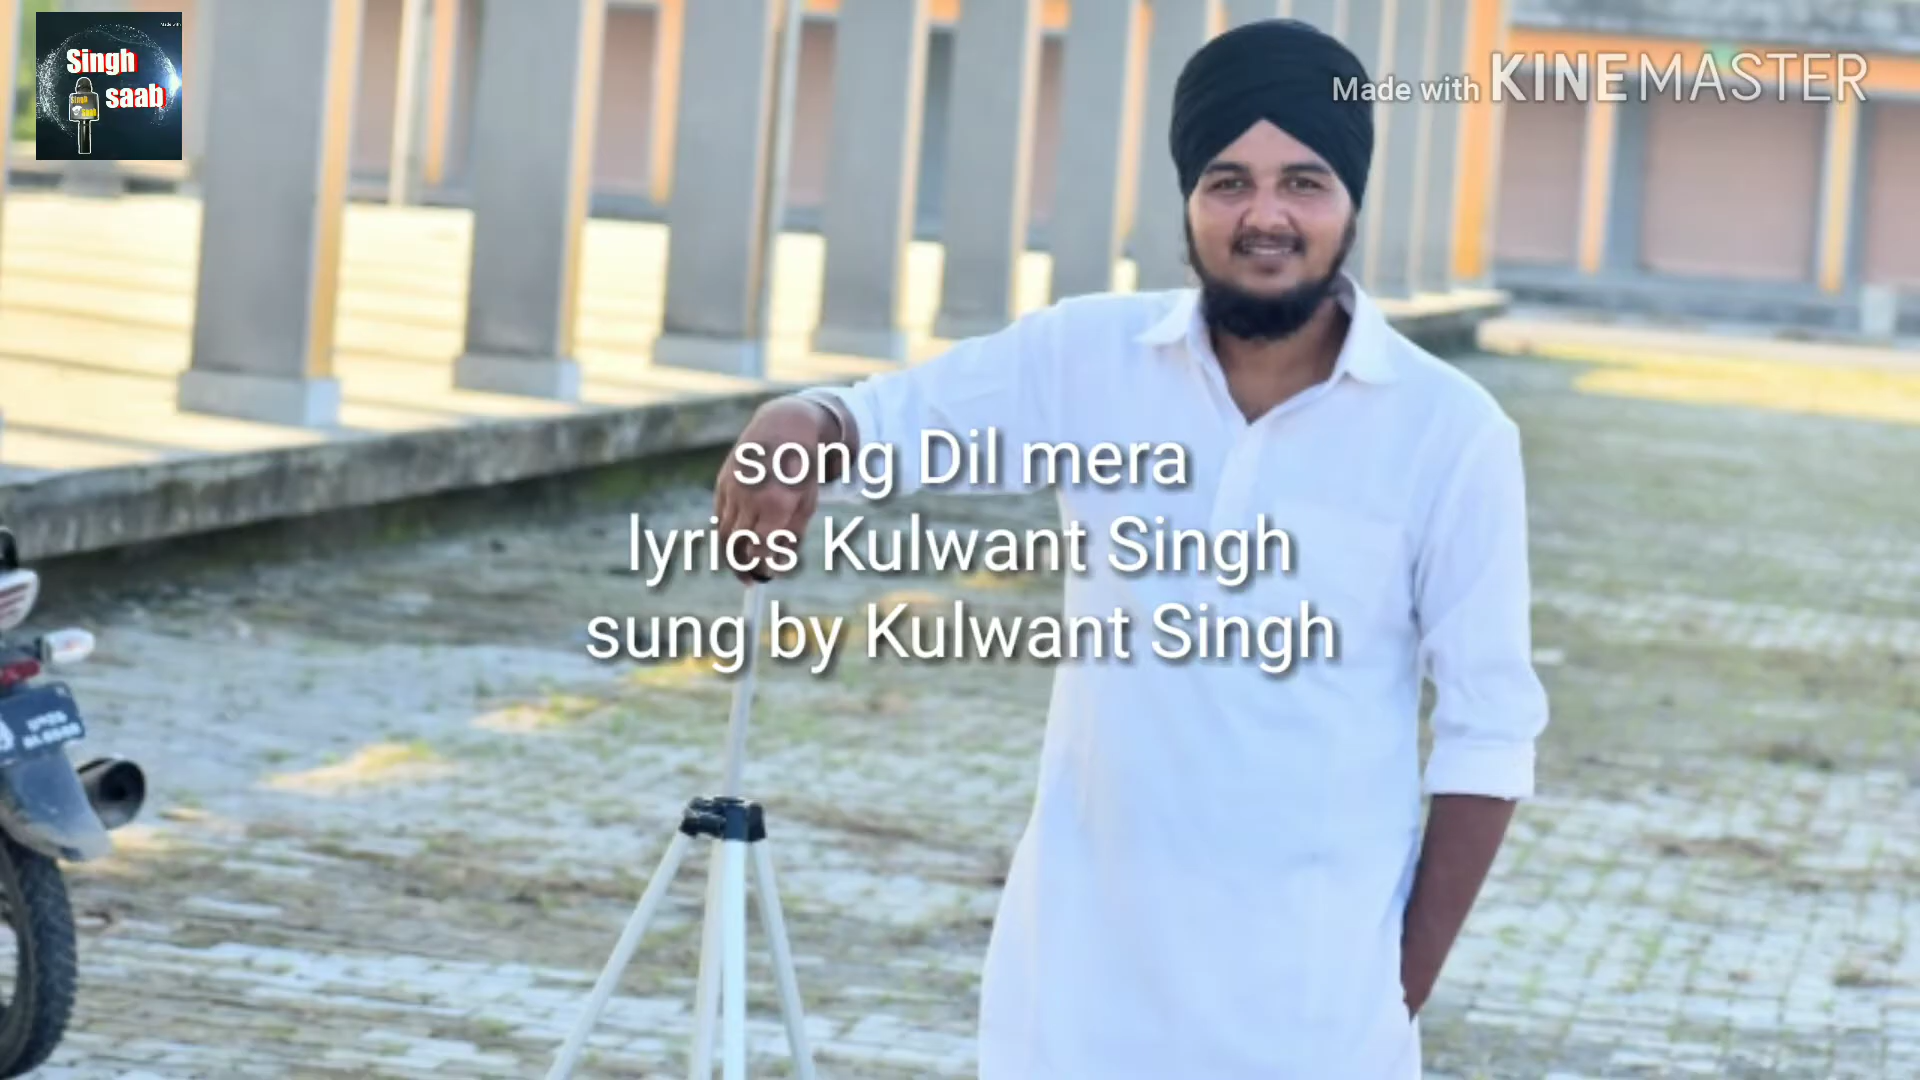 Singh
saab
Made with KINEMASTER
song Dil mera
lyrics Kulwant Singh
sung by Kulwant Singh